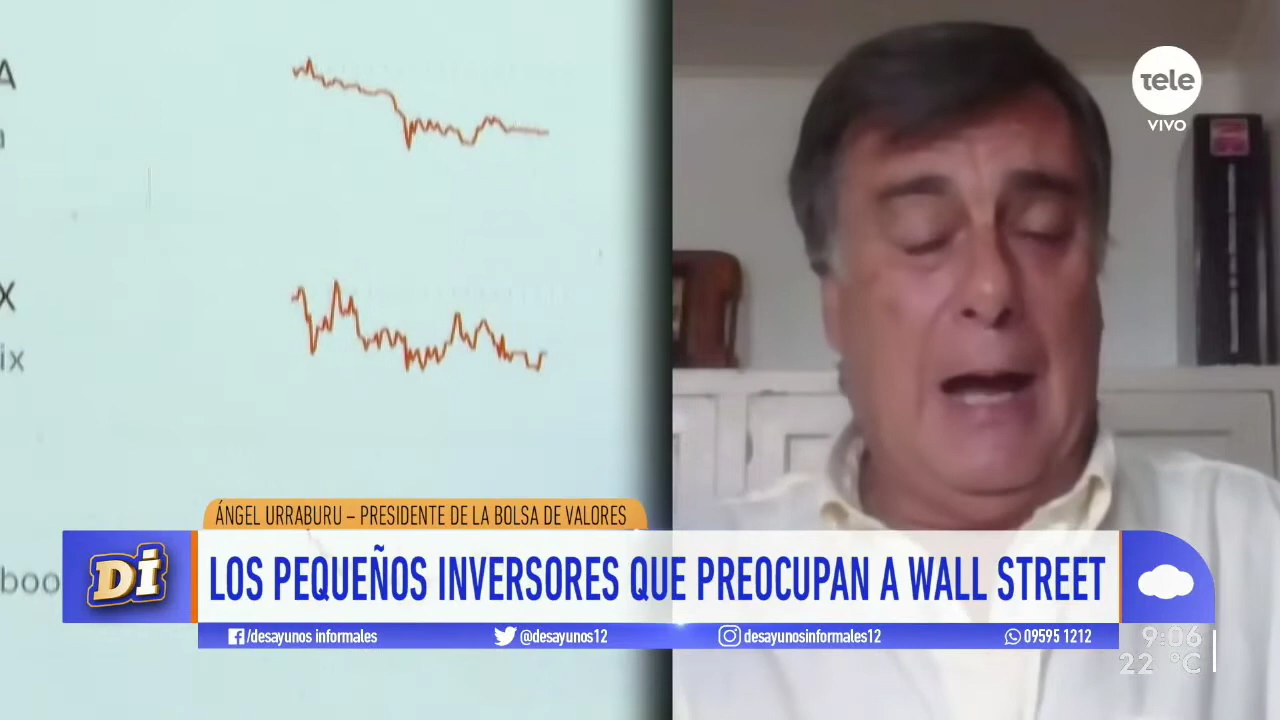 A
X
ix
boo
tele
VIVO
ÁNGEL URRABURU – PRESIDENTE DE LA BOLSA DE VALORES
Di
LOS PEQUEÑOS INVERSORES QUE PREOCUPAN A WALL STREET
/desayunos informales
@desayunos12
desayunosinformales12
09595 1212
9:06
22 °C